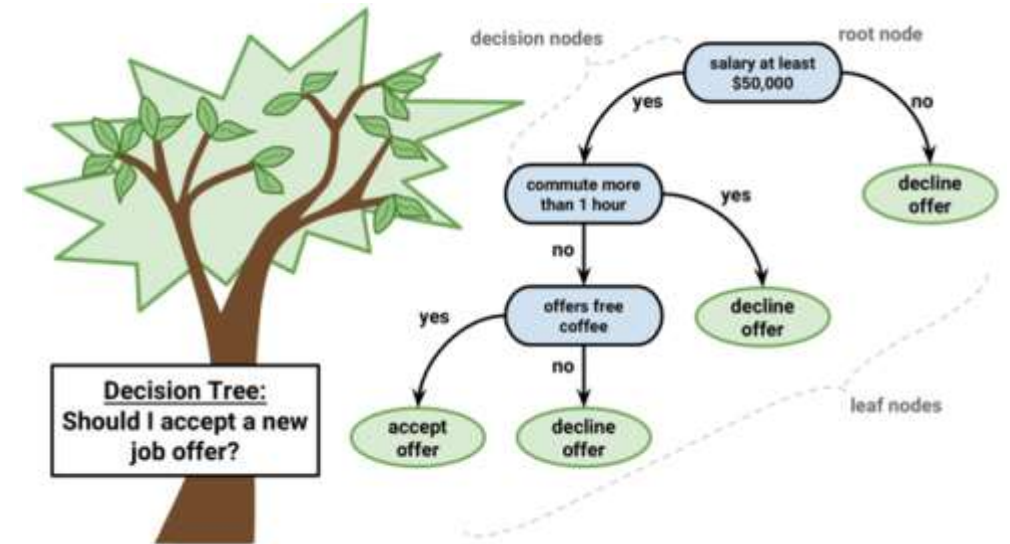 decision nodes
root node
salary at least
$50,000
yes
no
decline
offer
commute more
than 1 hour
yes
no
decline
offer
offers free
coffee
yes
no
accept
offer
decline
offer
leaf nodes
Decision Tree:
Should I accept a new
job offer?